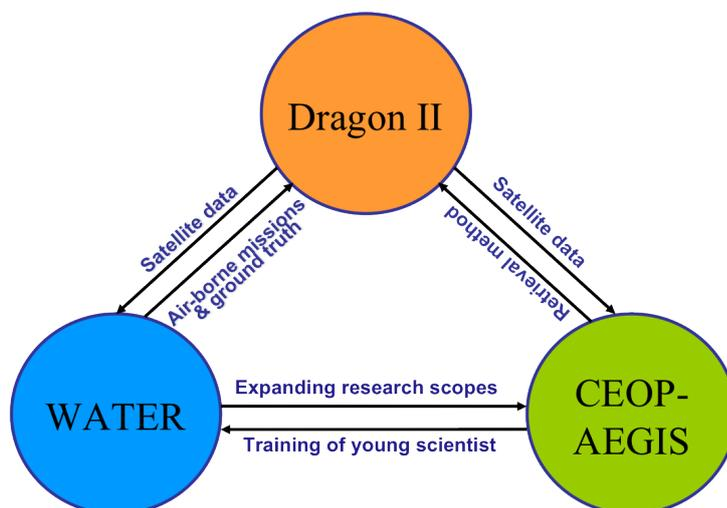 Dragon II
Satellite data
Air-borne missions
& ground truth
Satellite data
Retrieval method
WATER
Expanding research scopes
Training of young scientist
CEOP-
AEGIS